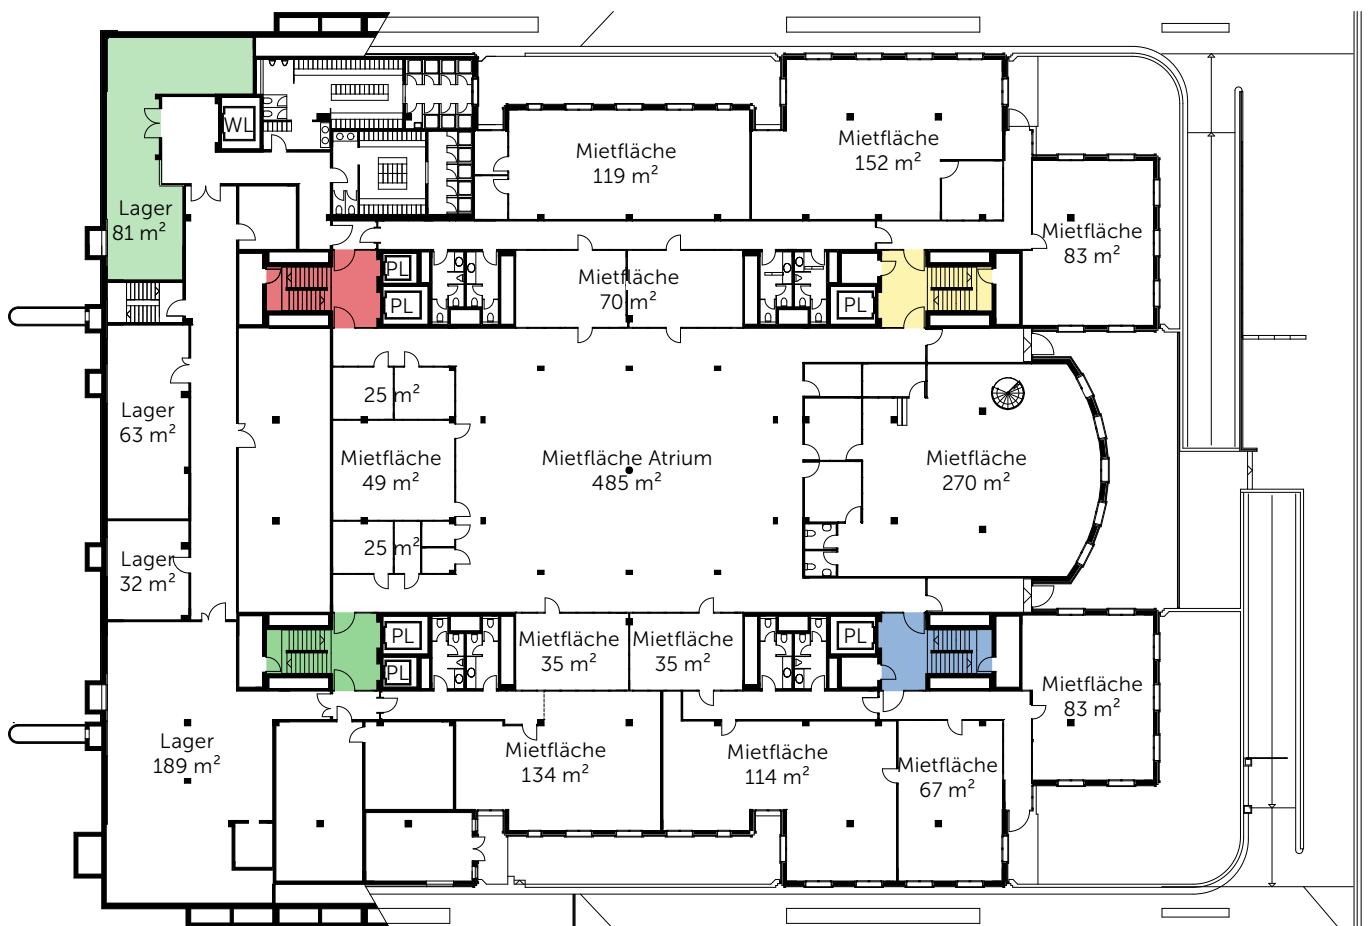 WL
Mietfläche
119 m²
Mietfläche
152 m²
Lager
81 m²
Mietfläche
83 m²
PL
PL
Mietfläche
70 m²
PL
25 m²
Lager
63 m²
Mietfläche
49 m²
Mietfläche Atrium
485 m²
Mietfläche
270 m²
25 m²
Lager
32 m²
PL
PL
Mietfläche
35 m²
Mietfläche
35 m²
PL
Mietfläche
83 m²
Lager
189 m²
Mietfläche
134 m²
Mietfläche
114 m²
Mietfläche
67 m²